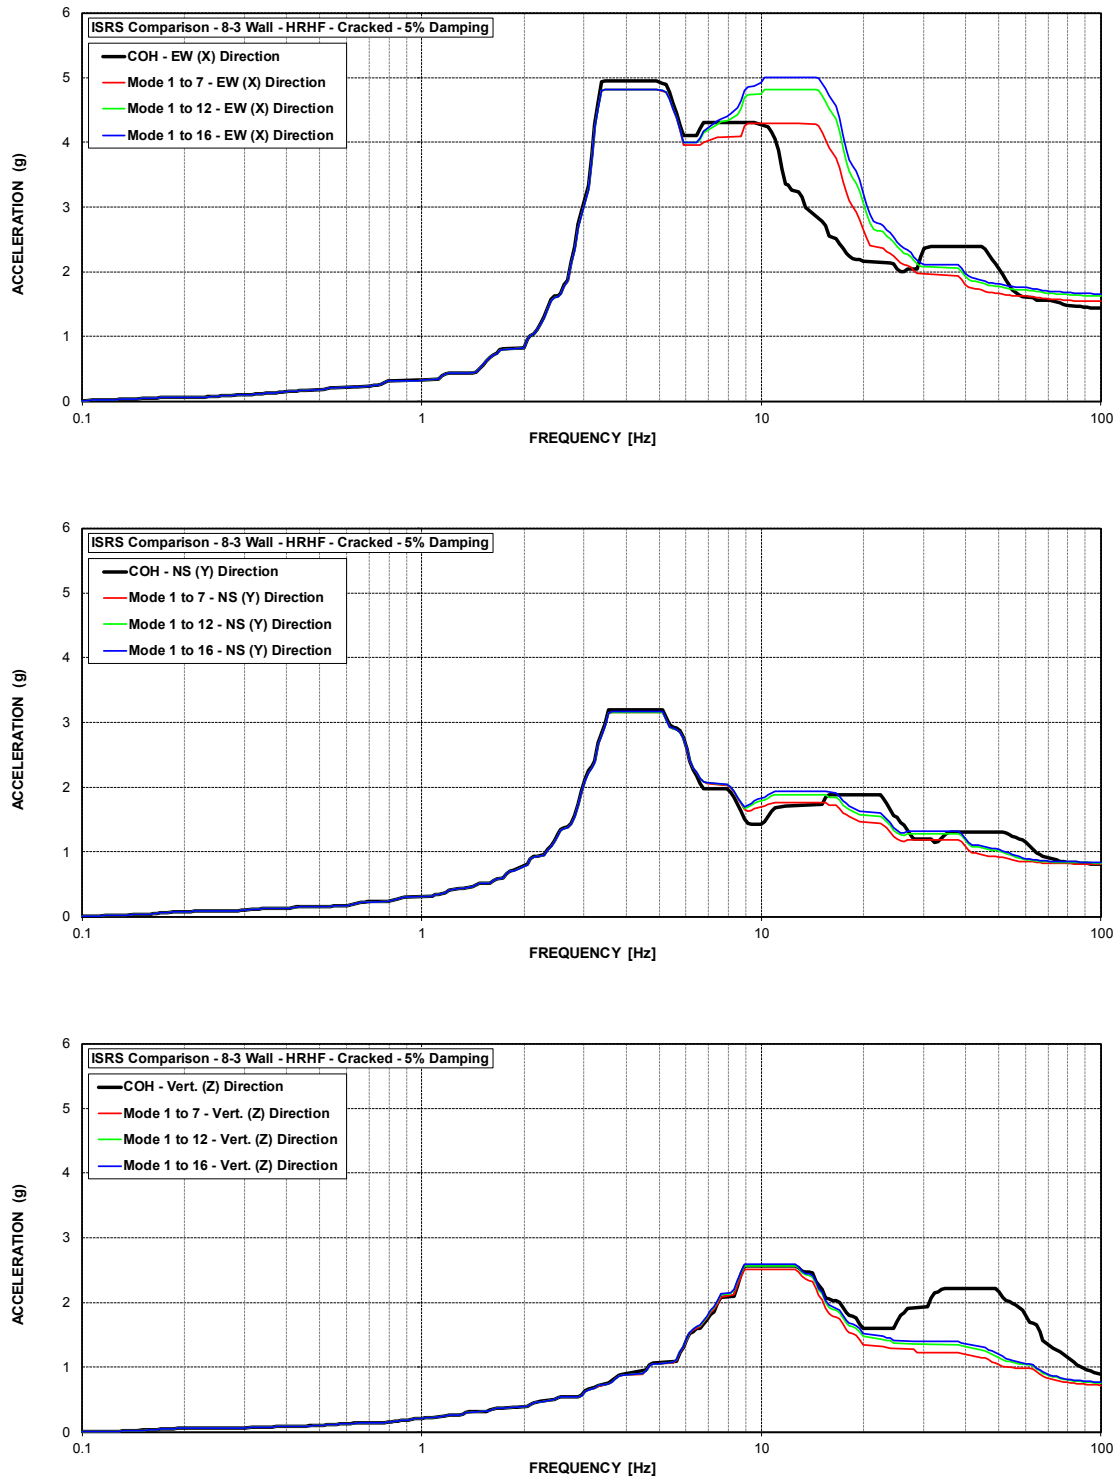 ISRS Comparison - 8-3 Wall - HRHF - Cracked - 5% Damping
COH - EW (X) Direction
Mode 1 to 7 - EW (X) Direction
Mode 1 to 12 - EW (X) Direction
Mode 1 to 16 - EW (X) Direction
ACCELERATION (g)
6
5
4
3
2
1
0
0.1
1
10
100
FREQUENCY [Hz]
ISRS Comparison - 8-3 Wall - HRHF - Cracked - 5% Damping
COH - NS (Y) Direction
Mode 1 to 7 - NS (Y) Direction
Mode 1 to 12 - NS (Y) Direction
Mode 1 to 16 - NS (Y) Direction
ACCELERATION (g)
6
5
4
3
2
1
0
0.1
1
10
100
FREQUENCY [Hz]
ISRS Comparison - 8-3 Wall - HRHF - Cracked - 5% Damping
COH - Vert. (Z) Direction
Mode 1 to 7 - Vert. (Z) Direction
Mode 1 to 12 - Vert. (Z) Direction
Mode 1 to 16 - Vert. (Z) Direction
ACCELERATION (g)
6
5
4
3
2
1
0
0.1
1
10
100
FREQUENCY [Hz]